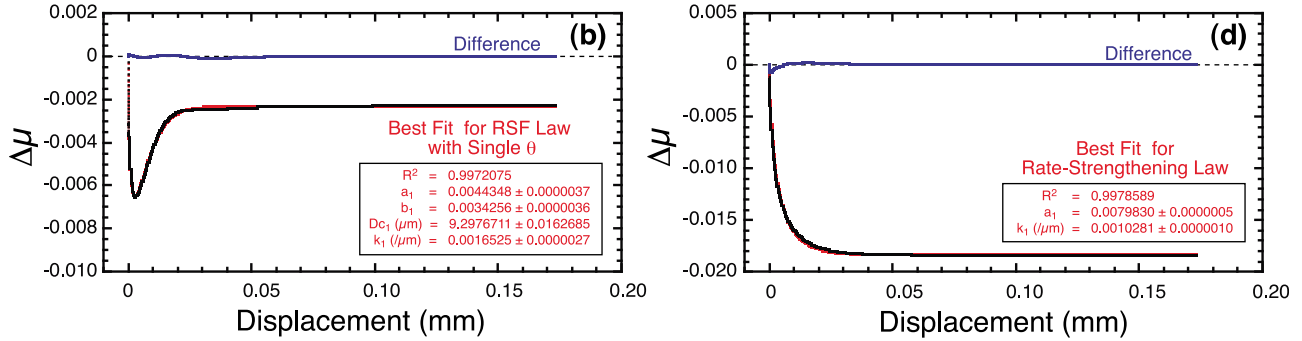 (b)
Difference
0
-0.002
-0.004
-0.006
-0.008
-0.010
Δμ
Best Fit for RSF Law
with Single θ
R² = 0.9972075
a₁ = 0.0044348 ± 0.0000037
b₁ = 0.0034256 ± 0.0000036
Dc₁ (μm) = 9.2976711 ± 0.0162685
k₁ (/μm) = 0.0016525 ± 0.0000027
0 0.05 0.10 0.15 0.20
Displacement (mm)
(d)
Difference
0.005
0
-0.005
-0.010
-0.015
-0.020
Δμ
Best Fit for
Rate-Strengthening Law
R² = 0.9978589
a₁ = 0.0079830 ± 0.0000005
k₁ (/μm) = 0.0010281 ± 0.0000010
0 0.05 0.10 0.15 0.20
Displacement (mm)